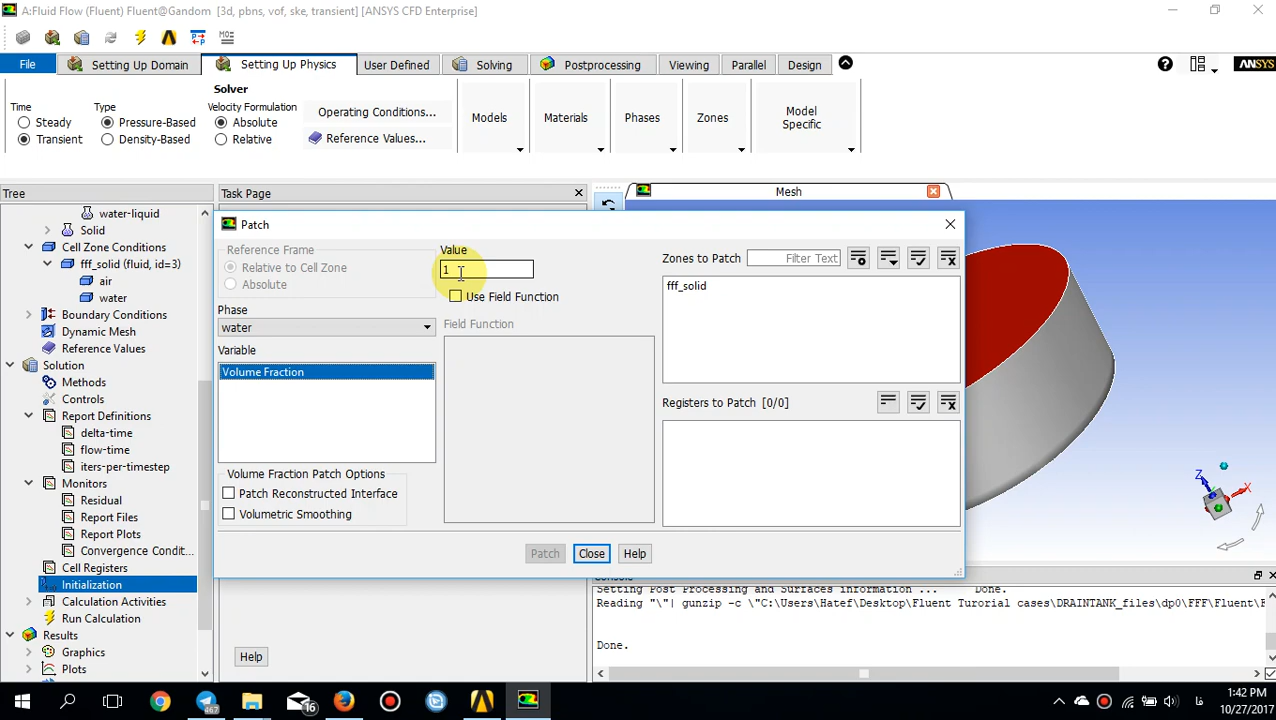 A:Fluid Flow (Fluent) Fluent@Gandom [3d, pbns, vof, ske, transient] [ANSYS CFD Enterprise]
File
Setting Up Domain
Setting Up Physics
User Defined
Solving
Postprocessing
Viewing
Parallel
Design
ANSYS
Solver
Time
Type
Velocity Formulation
Operating Conditions...
Models
Materials
Phases
Zones
Model
Specific
Steady
Pressure-Based
Absolute
Transient
Density-Based
Relative
Reference Values...
Tree
Task Page
Mesh
water-liquid
Solid
Cell Zone Conditions
fff_solid (fluid, id=3)
air
water
Boundary Conditions
Dynamic Mesh
Reference Values
Solution
Methods
Controls
Report Definitions
delta-time
flow-time
iters-per-timestep
Monitors
Residual
Report Files
Report Plots
Convergence Condit...
Cell Registers
Initialization
Calculation Activities
Run Calculation
Results
Graphics
Plots
Patch
Reference Frame
Relative to Cell Zone
Absolute
Phase
water
Variable
Volume Fraction
Volume Fraction Patch Options
Patch Reconstructed Interface
Volumetric Smoothing
Value
1
Use Field Function
Field Function
Zones to Patch
Filter Text
fff_solid
Registers to Patch [0/0]
Patch
Close
Help
Help
Z
X
Console
Setting Post Processing and Surfaces information ... Done.
Reading "\"| gunzip -c \"C:\Users\Hatef\Desktop\Fluent Turorial cases\DRAINTANK_files\dp0\FFF\Fluent\F
Done.
16
:42 PM
10/27/2017